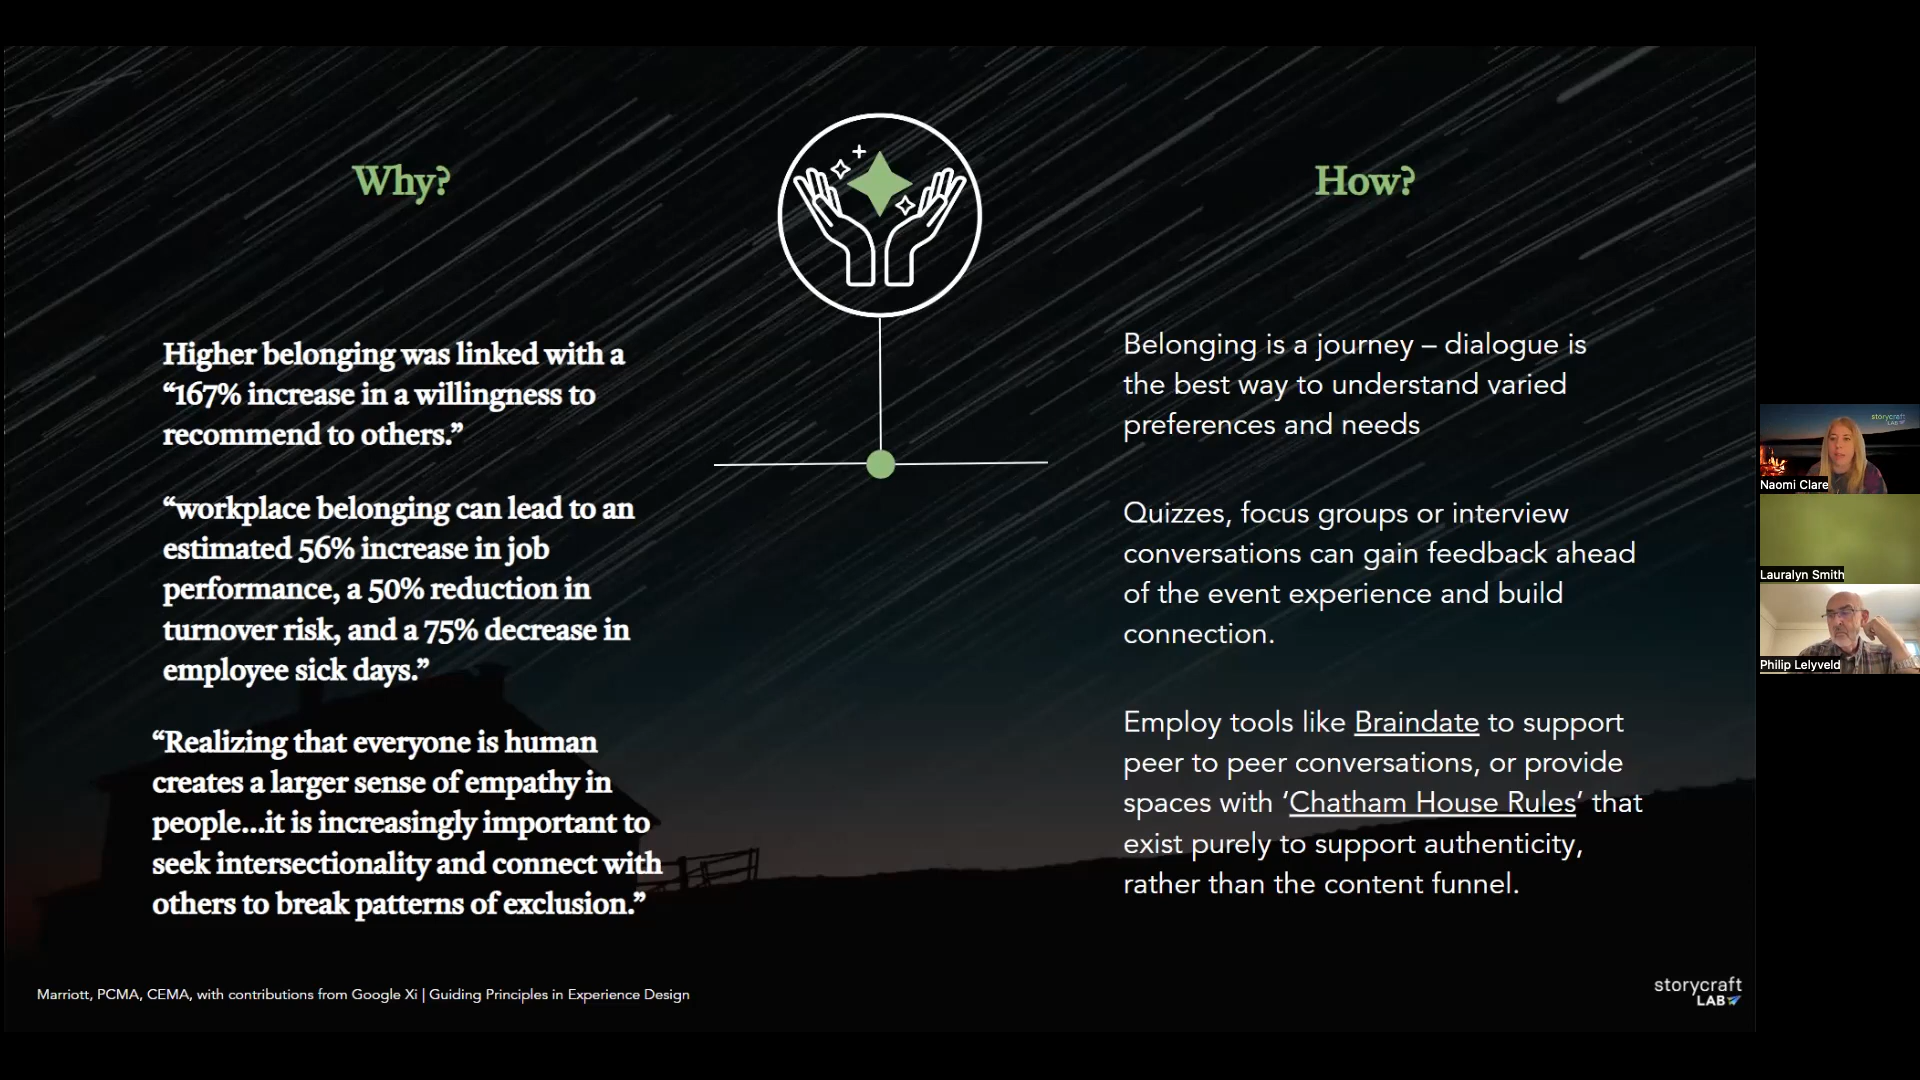 Why?
Higher belonging was linked with a
“167% increase in a willingness to
recommend to others.”
“workplace belonging can lead to an
estimated 56% increase in job
performance, a 50% reduction in
turnover risk, and a 75% decrease in
employee sick days.”
“Realizing that everyone is human
creates a larger sense of empathy in
people...it is increasingly important to
seek intersectionality and connect with
others to break patterns of exclusion.”
How?
Belonging is a journey – dialogue is
the best way to understand varied
preferences and needs
Quizzes, focus groups or interview
conversations can gain feedback ahead
of the event experience and build
connection.
Employ tools like Braindate to support
peer to peer conversations, or provide
spaces with ‘Chatham House Rules’ that
exist purely to support authenticity,
rather than the content funnel.
Marriott, PCMA, CEMA, with contributions from Google Xi | Guiding Principles in Experience Design
storycraft
LAB
storycraft
LAB
Naomi Clare
Lauralyn Smith
Philip Lelyveld